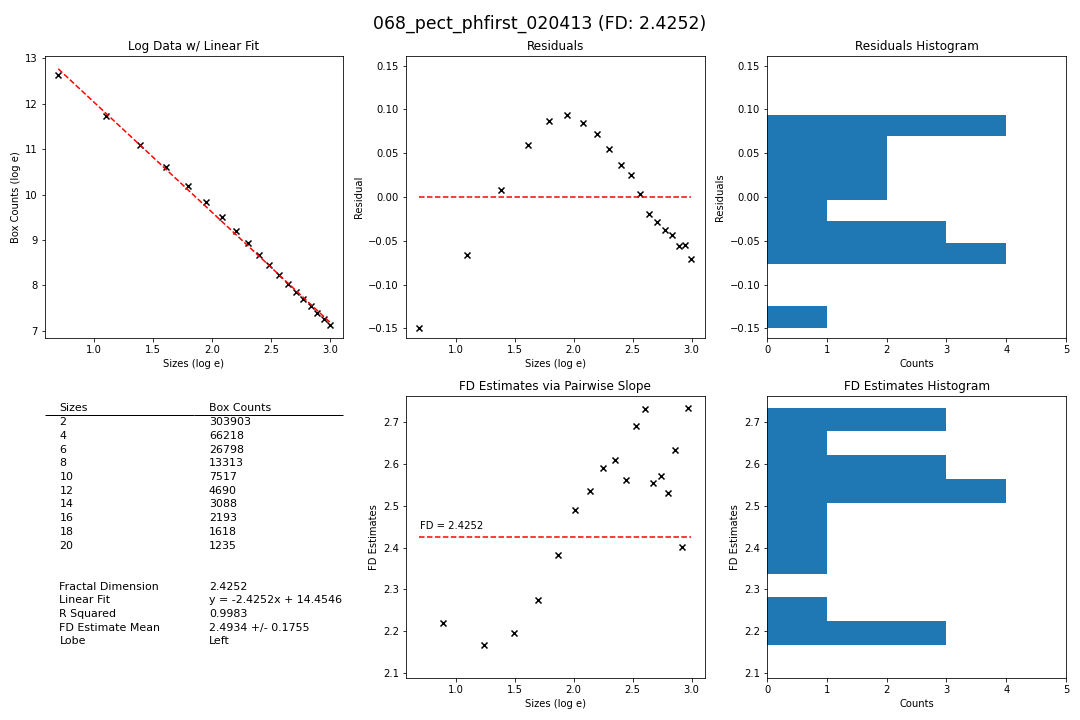 068_pect_phfirst_020413 (FD: 2.4252)
Log Data w/ Linear Fit
13
12
11
10
9
8
7
Box Counts (log e)
1.0 1.5 2.0 2.5 3.0
Sizes (log e)
Residuals
0.15
0.10
0.05
0.00
−0.05
−0.10
−0.15
Residual
1.0 1.5 2.0 2.5 3.0
Sizes (log e)
Residuals Histogram
0.15
0.10
0.05
0.00
−0.05
−0.10
−0.15
Residuals
0 1 2 3 4 5
Counts
Sizes Box Counts
2 303903
4 66218
6 26798
8 13313
10 7517
12 4690
14 3088
16 2193
18 1618
20 1235
Fractal Dimension 2.4252
Linear Fit y = -2.4252x + 14.4546
R Squared 0.9983
FD Estimate Mean 2.4934 +/- 0.1755
Lobe Left
FD Estimates via Pairwise Slope
2.7
2.6
2.5
2.4
2.3
2.2
2.1
FD Estimates
FD = 2.4252
1.0 1.5 2.0 2.5 3.0
Sizes (log e)
FD Estimates Histogram
2.7
2.6
2.5
2.4
2.3
2.2
2.1
FD Estimates
0 1 2 3 4 5
Counts